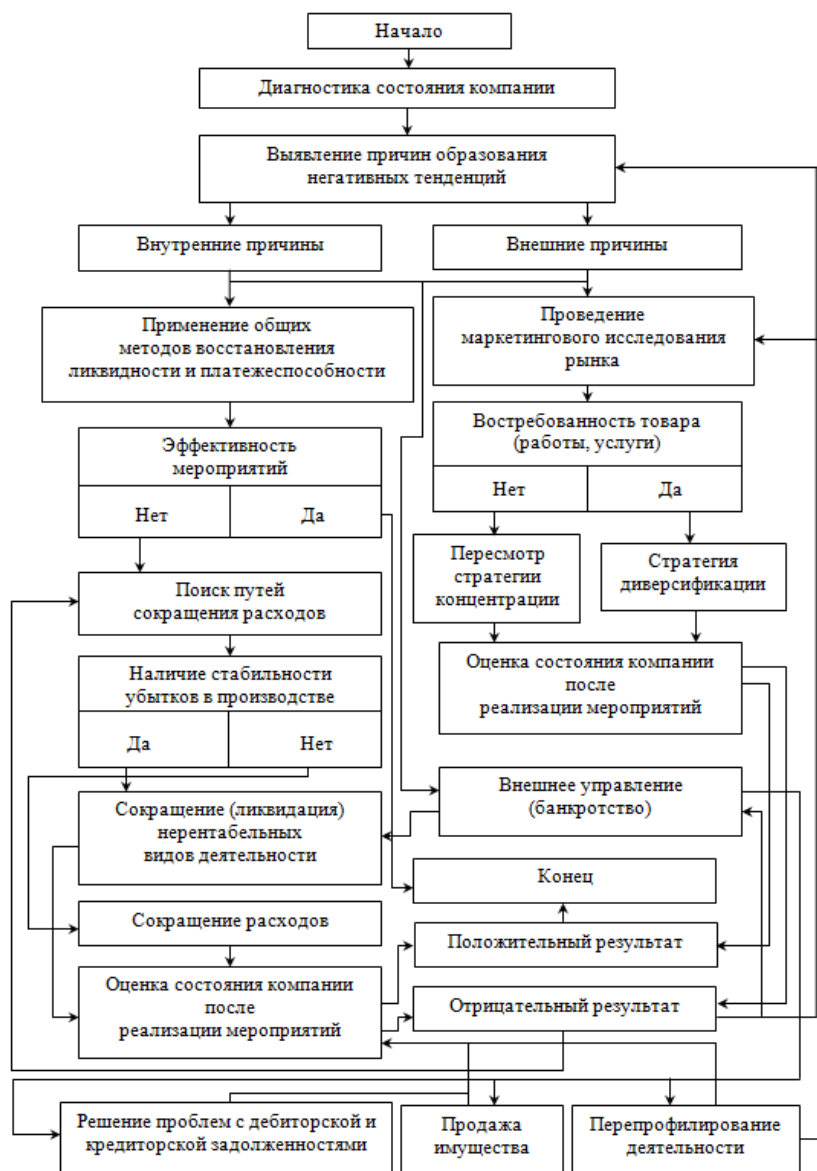 Начало
Диагностика состояния компании
Выявление причин образования
негативных тенденций
Внутренние причины
Внешние причины
Применение общих
методов восстановления
ликвидности и платежеспособности
Проведение
маркетингового исследования
рынка
Эффективность
мероприятий
Нет
Да
Востребованность товара
(работы, услуги)
Нет
Да
Пересмотр
стратегии
концентрации
Стратегия
диверсификации
Поиск путей
сокращения расходов
Наличие стабильности
убытков в производстве
Да
Нет
Оценка состояния компании
после
реализации мероприятий
Внешнее управление
(банкротство)
Сокращение (ликвидация)
нерентабельных
видов деятельности
Конец
Сокращение расходов
Положительный результат
Оценка состояния компании
после
реализации мероприятий
Отрицательный результат
Решение проблем с дебиторской и
кредиторской задолженностями
Продажа
имущества
Перепрофилирование
деятельности